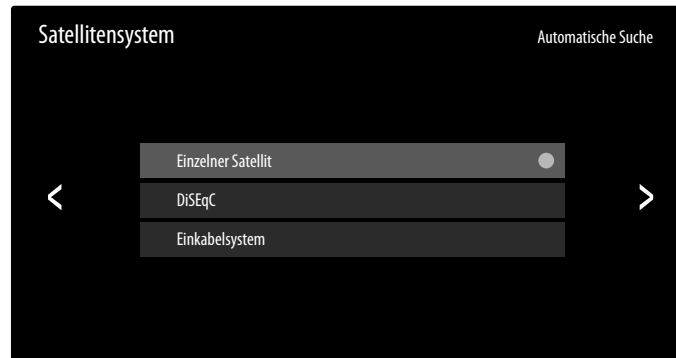 Satellitensystem
Automatische Suche
Einzelner Satellit
DiSEqC
Einkabelsystem